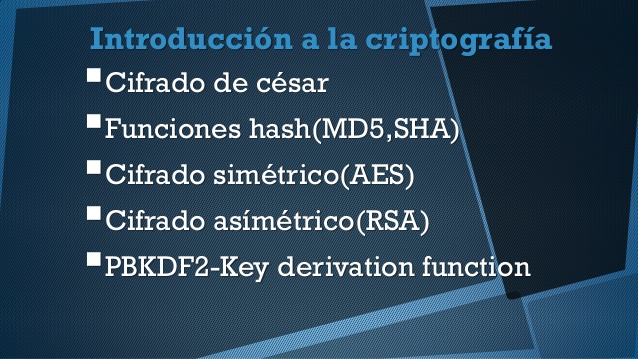 Introducción a la criptografía
▪Cifrado de césar
▪Funciones hash(MD5,SHA)
▪Cifrado simétrico(AES)
▪Cifrado asímétrico(RSA)
▪PBKDF2-Key derivation function